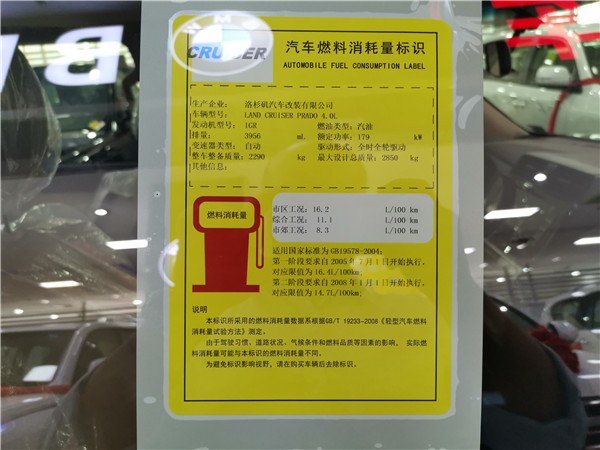 CRUISER
汽车燃料消耗量标识
AUTOMOBILE FUEL CONSUMPTION LABEL
生产企业: 洛杉矶汽车改装有限公司
车辆型号: LAND CRUISER PRADO 4.0L
发动机型号: 1GR 燃油类型: 汽油
排量: 3956 mL 额定功率: 179 kW
变速器类型: 自动 驱动形式: 全时全轮驱动
整车整备质量: 2290 kg 最大设计总质量: 2850 kg
其他信息:
燃料消耗量
市区工况: 16.2 L/100 km
综合工况: 11.1 L/100 km
市郊工况: 8.3 L/100 km
适用国家标准为GB19578-2004:
第一阶段要求自2005年7月1日开始执行,
对应限值为16.4L/100km;
第二阶段要求自2008年1月1日开始执行,
对应限值为14.7L/100km;
说明
本标识所采用的燃料消耗量数据系根据GB/T 19233-2008《轻型汽车燃料
消耗量试验方法》测定。
由于驾驶习惯、道路状况、气候条件和燃料品质等因素的影响, 实际燃
料消耗量可能与本标识的燃料消耗量不同。
为避免标识影响视野, 请在购买车辆后去除标识。